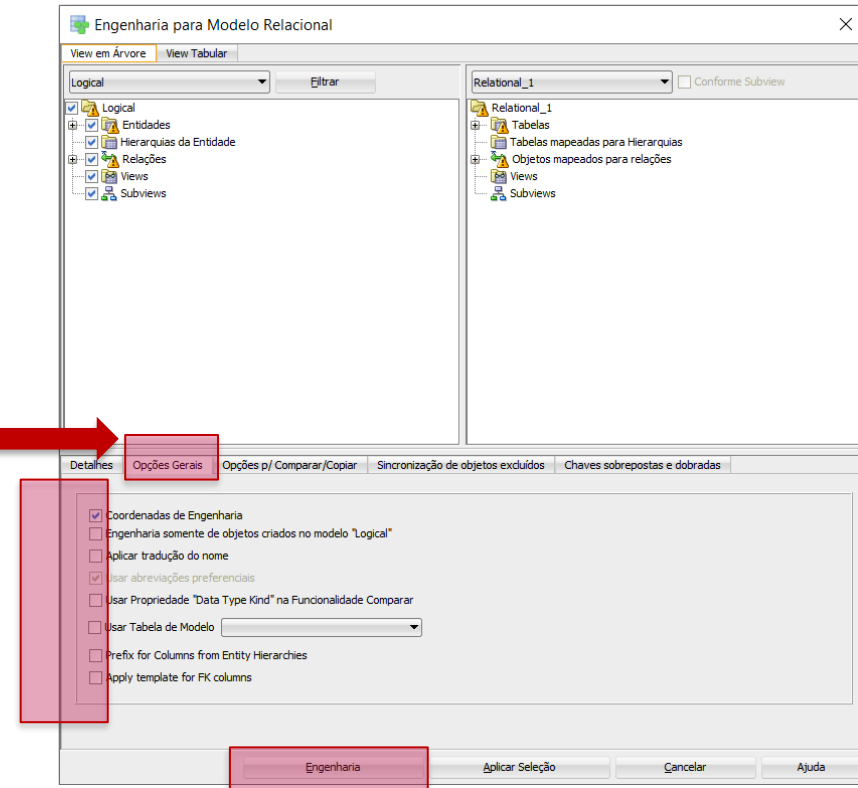 Engenharia para Modelo Relacional
View em Árvore View Tabular
Logical Filtrar Relational_1 Conforme Subview
Logical
Entidades
Hierarquias da Entidade
Relações
Views
Subviews
Relational_1
Tabelas
Tabelas mapeadas para Hierarquias
Objetos mapeados para relações
Views
Subviews
Detalhes Opções Gerais Opções p/ Comparar/Copiar Sincronização de objetos excluídos Chaves sobrepostas e dobradas
Coordenadas de Engenharia
Engenharia somente de objetos criados no modelo "Logical"
Aplicar tradução do nome
Usar abreviações preferenciais
Usar Propriedade "Data Type Kind" na Funcionalidade Comparar
Usar Tabela de Modelo
Prefix for Columns from Entity Hierarchies
Apply template for FK columns
Engenharia Aplicar Seleção Cancelar Ajuda